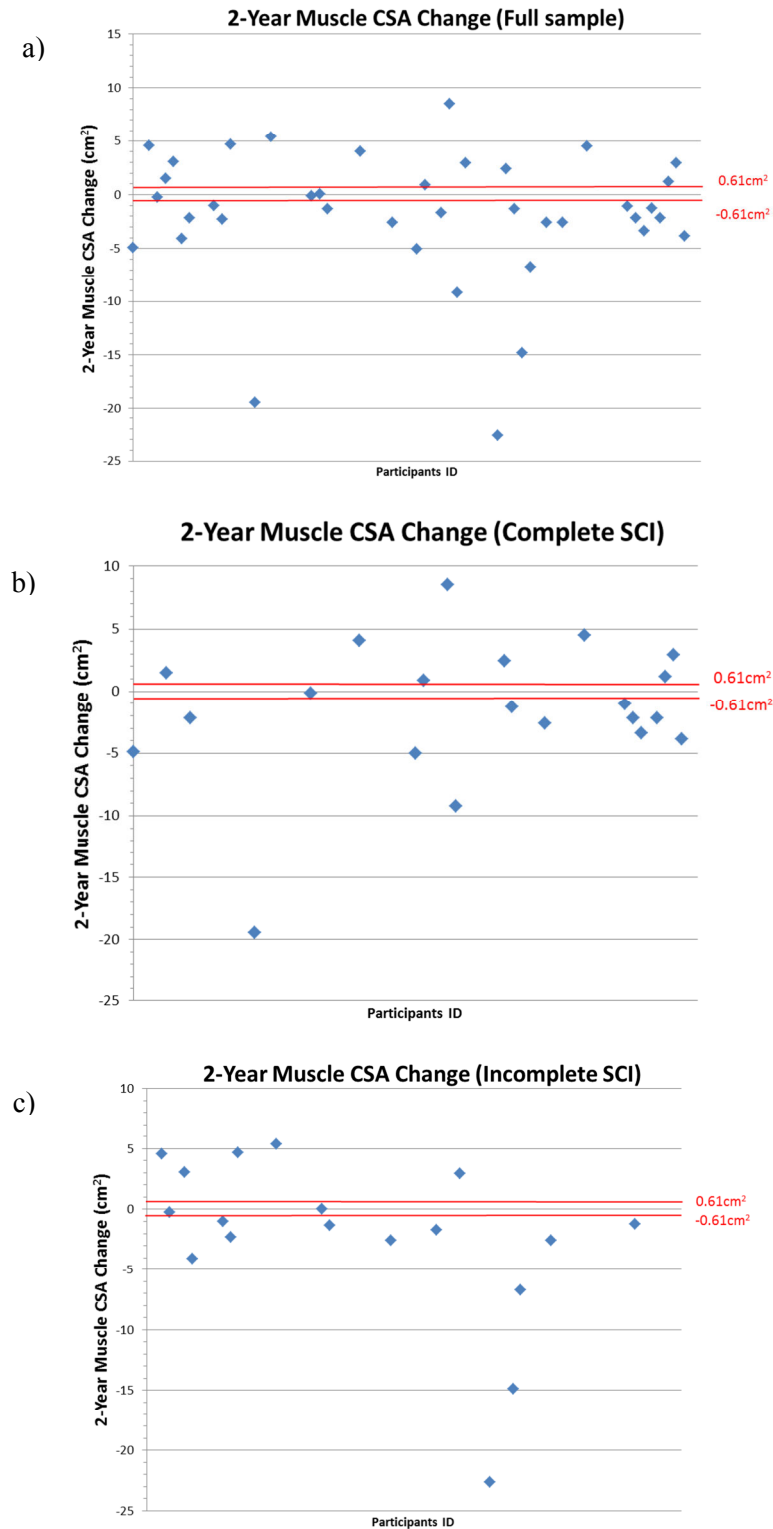 2-Year Muscle CSA Change (Full sample)
a)
2-Year Muscle CSA Change (cm²)
15
10
5
0
-5
-10
-15
-20
-25
0.61cm²
-0.61cm²
Participants ID
2-Year Muscle CSA Change (Complete SCI)
b)
2-Year Muscle CSA Change (cm²)
10
5
0
-5
-10
-15
-20
-25
0.61cm²
-0.61cm²
Participants ID
2-Year Muscle CSA Change (Incomplete SCI)
c)
2-Year Muscle CSA Change (cm²)
10
5
0
-5
-10
-15
-20
-25
0.61cm²
-0.61cm²
Participants ID